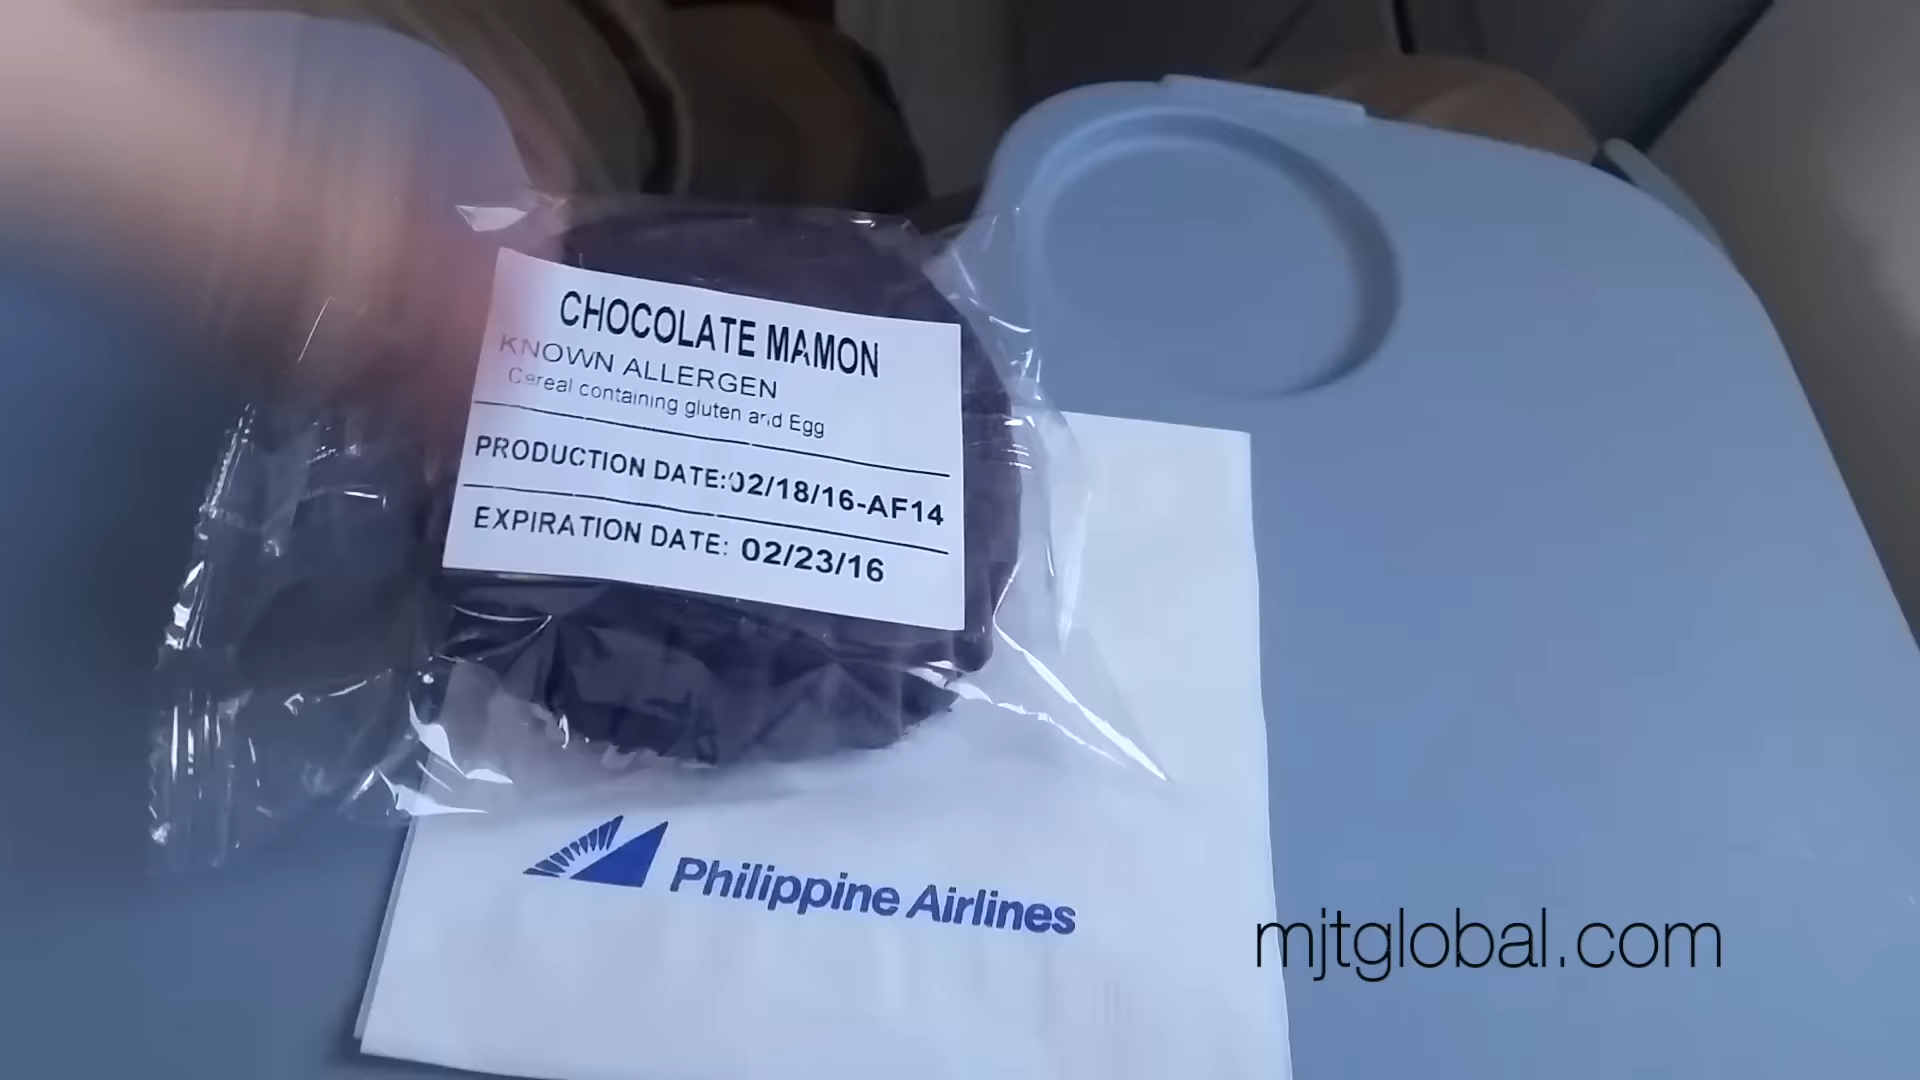 CHOCOLATE MAMON
KNOWN ALLERGEN
Cereal containing gluten and Egg
PRODUCTION DATE:02/18/16-AF14
EXPIRATION DATE: 02/23/16
Philippine Airlines
mjtglobal.com